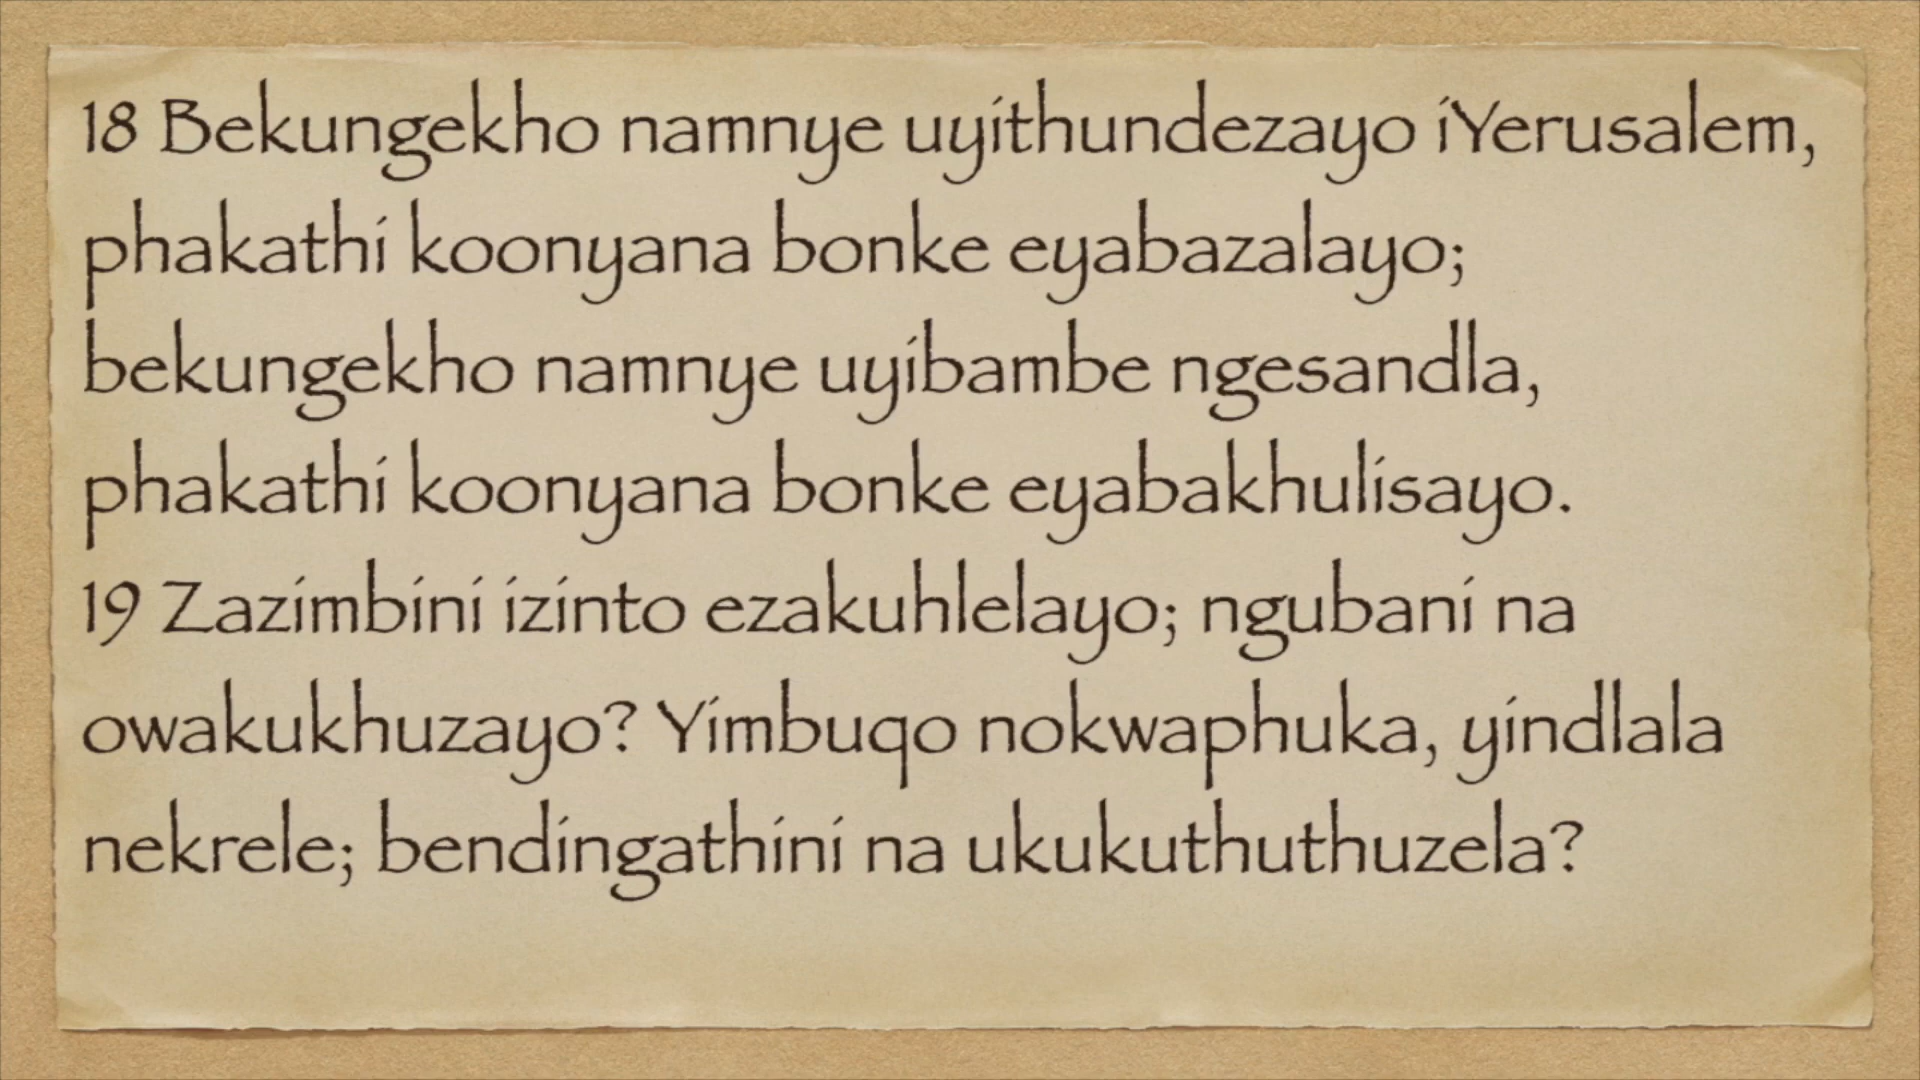 18 Bekungekho namnye uyithundezayo iYerusalem,
phakathi koonyana bonke eyabazalayo;
bekungekho namnye uyibambe ngesandla,
phakathi koonyana bonke eyabakhulisayo.
19 Zazimbini izinto ezakuhlelayo; ngubani na
owakukhuzayo? Yimbuqo nokwaphuka, yindlala
nekrele; bendingathini na ukukuthuthuzela?